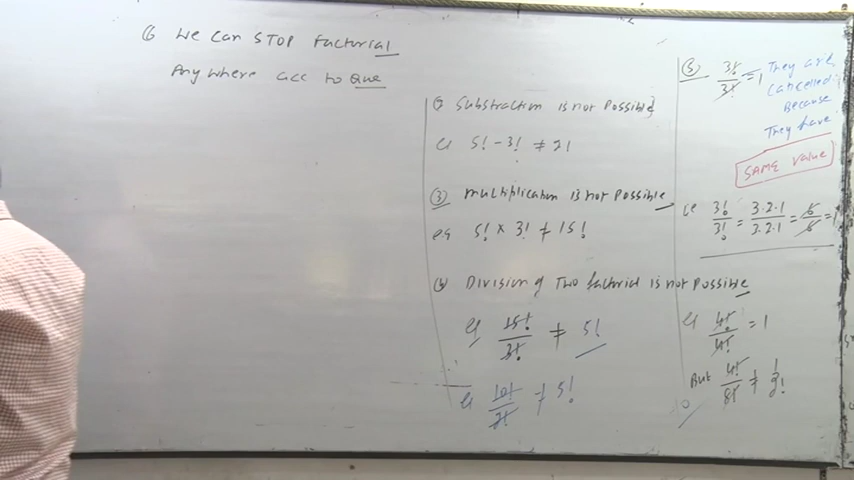 6 We can STOP Factorial
Anywhere acc to Que
② Substraction is not Possible
eg 5! - 3! ≠ 2!
③ Multiplication is not Possible
eg 5! × 3! ≠ 15!
④ Division of Two factorial is not Possible
eg 15!/3! ≠ 5!
eg 10!/2! ≠ 5!
⑤ 3!/3! = 1
They are
Cancelled
Because
They have
SAME Value
ie 3!/3! = 3.2.1/3.2.1 = 6/6 = 1
eg 4!/4! = 1
But 4!/8! ≠ 1/2!